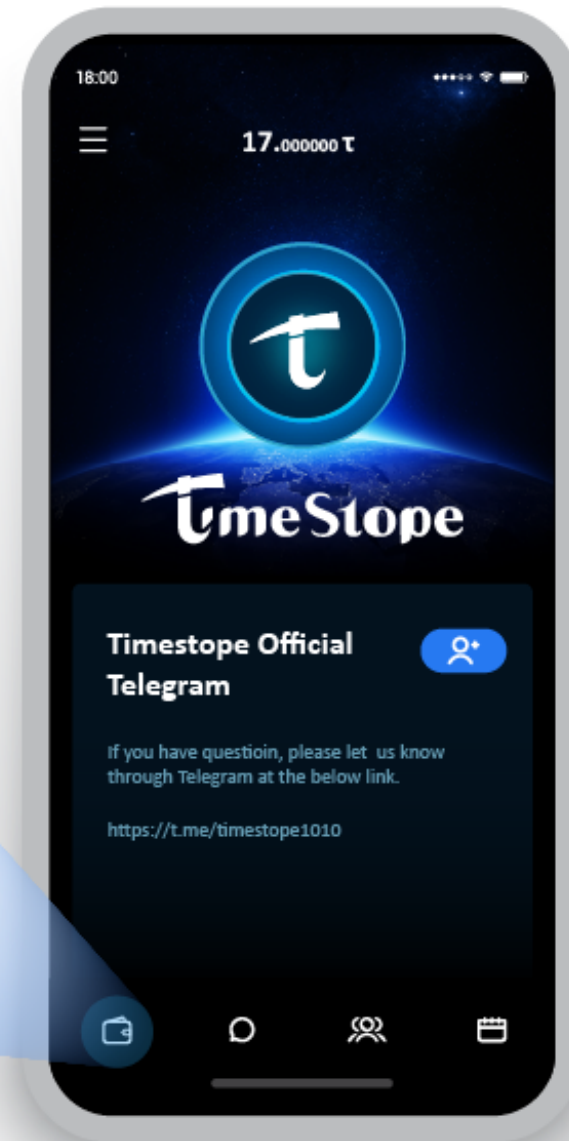 18:00
17.000000 τ
TimeStope
Timestope Official
Telegram
If you have questioin, please let us know
through Telegram at the below link.
https://t.me/timestope1010